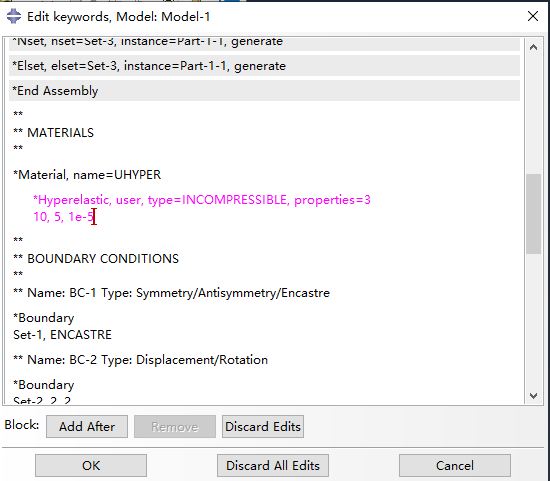 Edit keywords, Model: Model-1
*Nset, nset=Set-3, instance=Part-1-1, generate
*Elset, elset=Set-3, instance=Part-1-1, generate
*End Assembly
**
** MATERIALS
**
*Material, name=UHYPER
*Hyperelastic, user, type=INCOMPRESSIBLE, properties=3
10, 5, 1e-5
**
** BOUNDARY CONDITIONS
**
** Name: BC-1 Type: Symmetry/Antisymmetry/Encastre
*Boundary
Set-1, ENCASTRE
** Name: BC-2 Type: Displacement/Rotation
*Boundary
Set-2, 2, 2
Block: Add After Remove Discard Edits
OK Discard All Edits Cancel